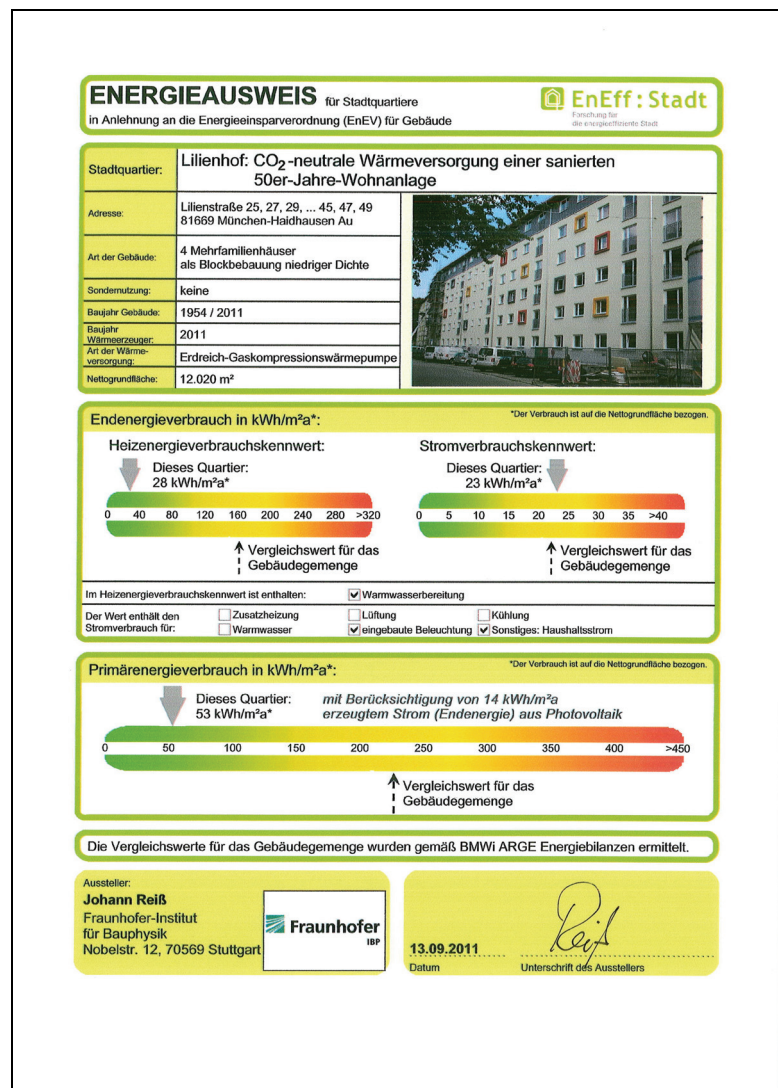 ENERGIEAUSWEIS für Stadtquartiere
in Anlehnung an die Energieeinsparverordnung (EnEV) für Gebäude
EnEff : Stadt
Forschung für
die energieeffiziente Stadt
Stadtquartier:
Lilienhof: CO2-neutrale Wärmeversorgung einer sanierten
50er-Jahre-Wohnanlage
Adresse:
Lilienstraße 25, 27, 29, ... 45, 47, 49
81669 München-Haidhausen Au
Art der Gebäude:
4 Mehrfamilienhäuser
als Blockbebauung niedriger Dichte
Sondernutzung:
keine
Baujahr Gebäude:
1954 / 2011
Baujahr
Wärmeerzeuger:
2011
Art der Wärme-
versorgung:
Erdreich-Gaskompressionswärmepumpe
Nettogrundfläche:
12.020 m²
Endenergieverbrauch in kWh/m²a*:
*Der Verbrauch ist auf die Nettogrundfläche bezogen.
Heizenergieverbrauchskennwert:
Dieses Quartier:
28 kWh/m²a*
0 40 80 120 160 200 240 280 >320
Vergleichswert für das
Gebäudegemenge
Stromverbrauchskennwert:
Dieses Quartier:
23 kWh/m²a*
0 5 10 15 20 25 30 35 >40
Vergleichswert für das
Gebäudegemenge
Im Heizenergieverbrauchskennwert ist enthalten:
Warmwasserbereitung
Der Wert enthält den
Stromverbrauch für:
Zusatzheizung
Lüftung
Kühlung
Warmwasser
eingebaute Beleuchtung
Sonstiges: Haushaltsstrom
Primärenergieverbrauch in kWh/m²a*:
*Der Verbrauch ist auf die Nettogrundfläche bezogen.
Dieses Quartier:
53 kWh/m²a*
mit Berücksichtigung von 14 kWh/m²a
erzeugtem Strom (Endenergie) aus Photovoltaik
0 50 100 150 200 250 300 350 400 >450
Vergleichswert für das
Gebäudegemenge
Die Vergleichswerte für das Gebäudegemenge wurden gemäß BMWi ARGE Energiebilanzen ermittelt.
Aussteller:
Johann Reiß
Fraunhofer-Institut
für Bauphysik
Nobelstr. 12, 70569 Stuttgart
Fraunhofer
IBP
Reiß
13.09.2011
Datum
Unterschrift des Ausstellers